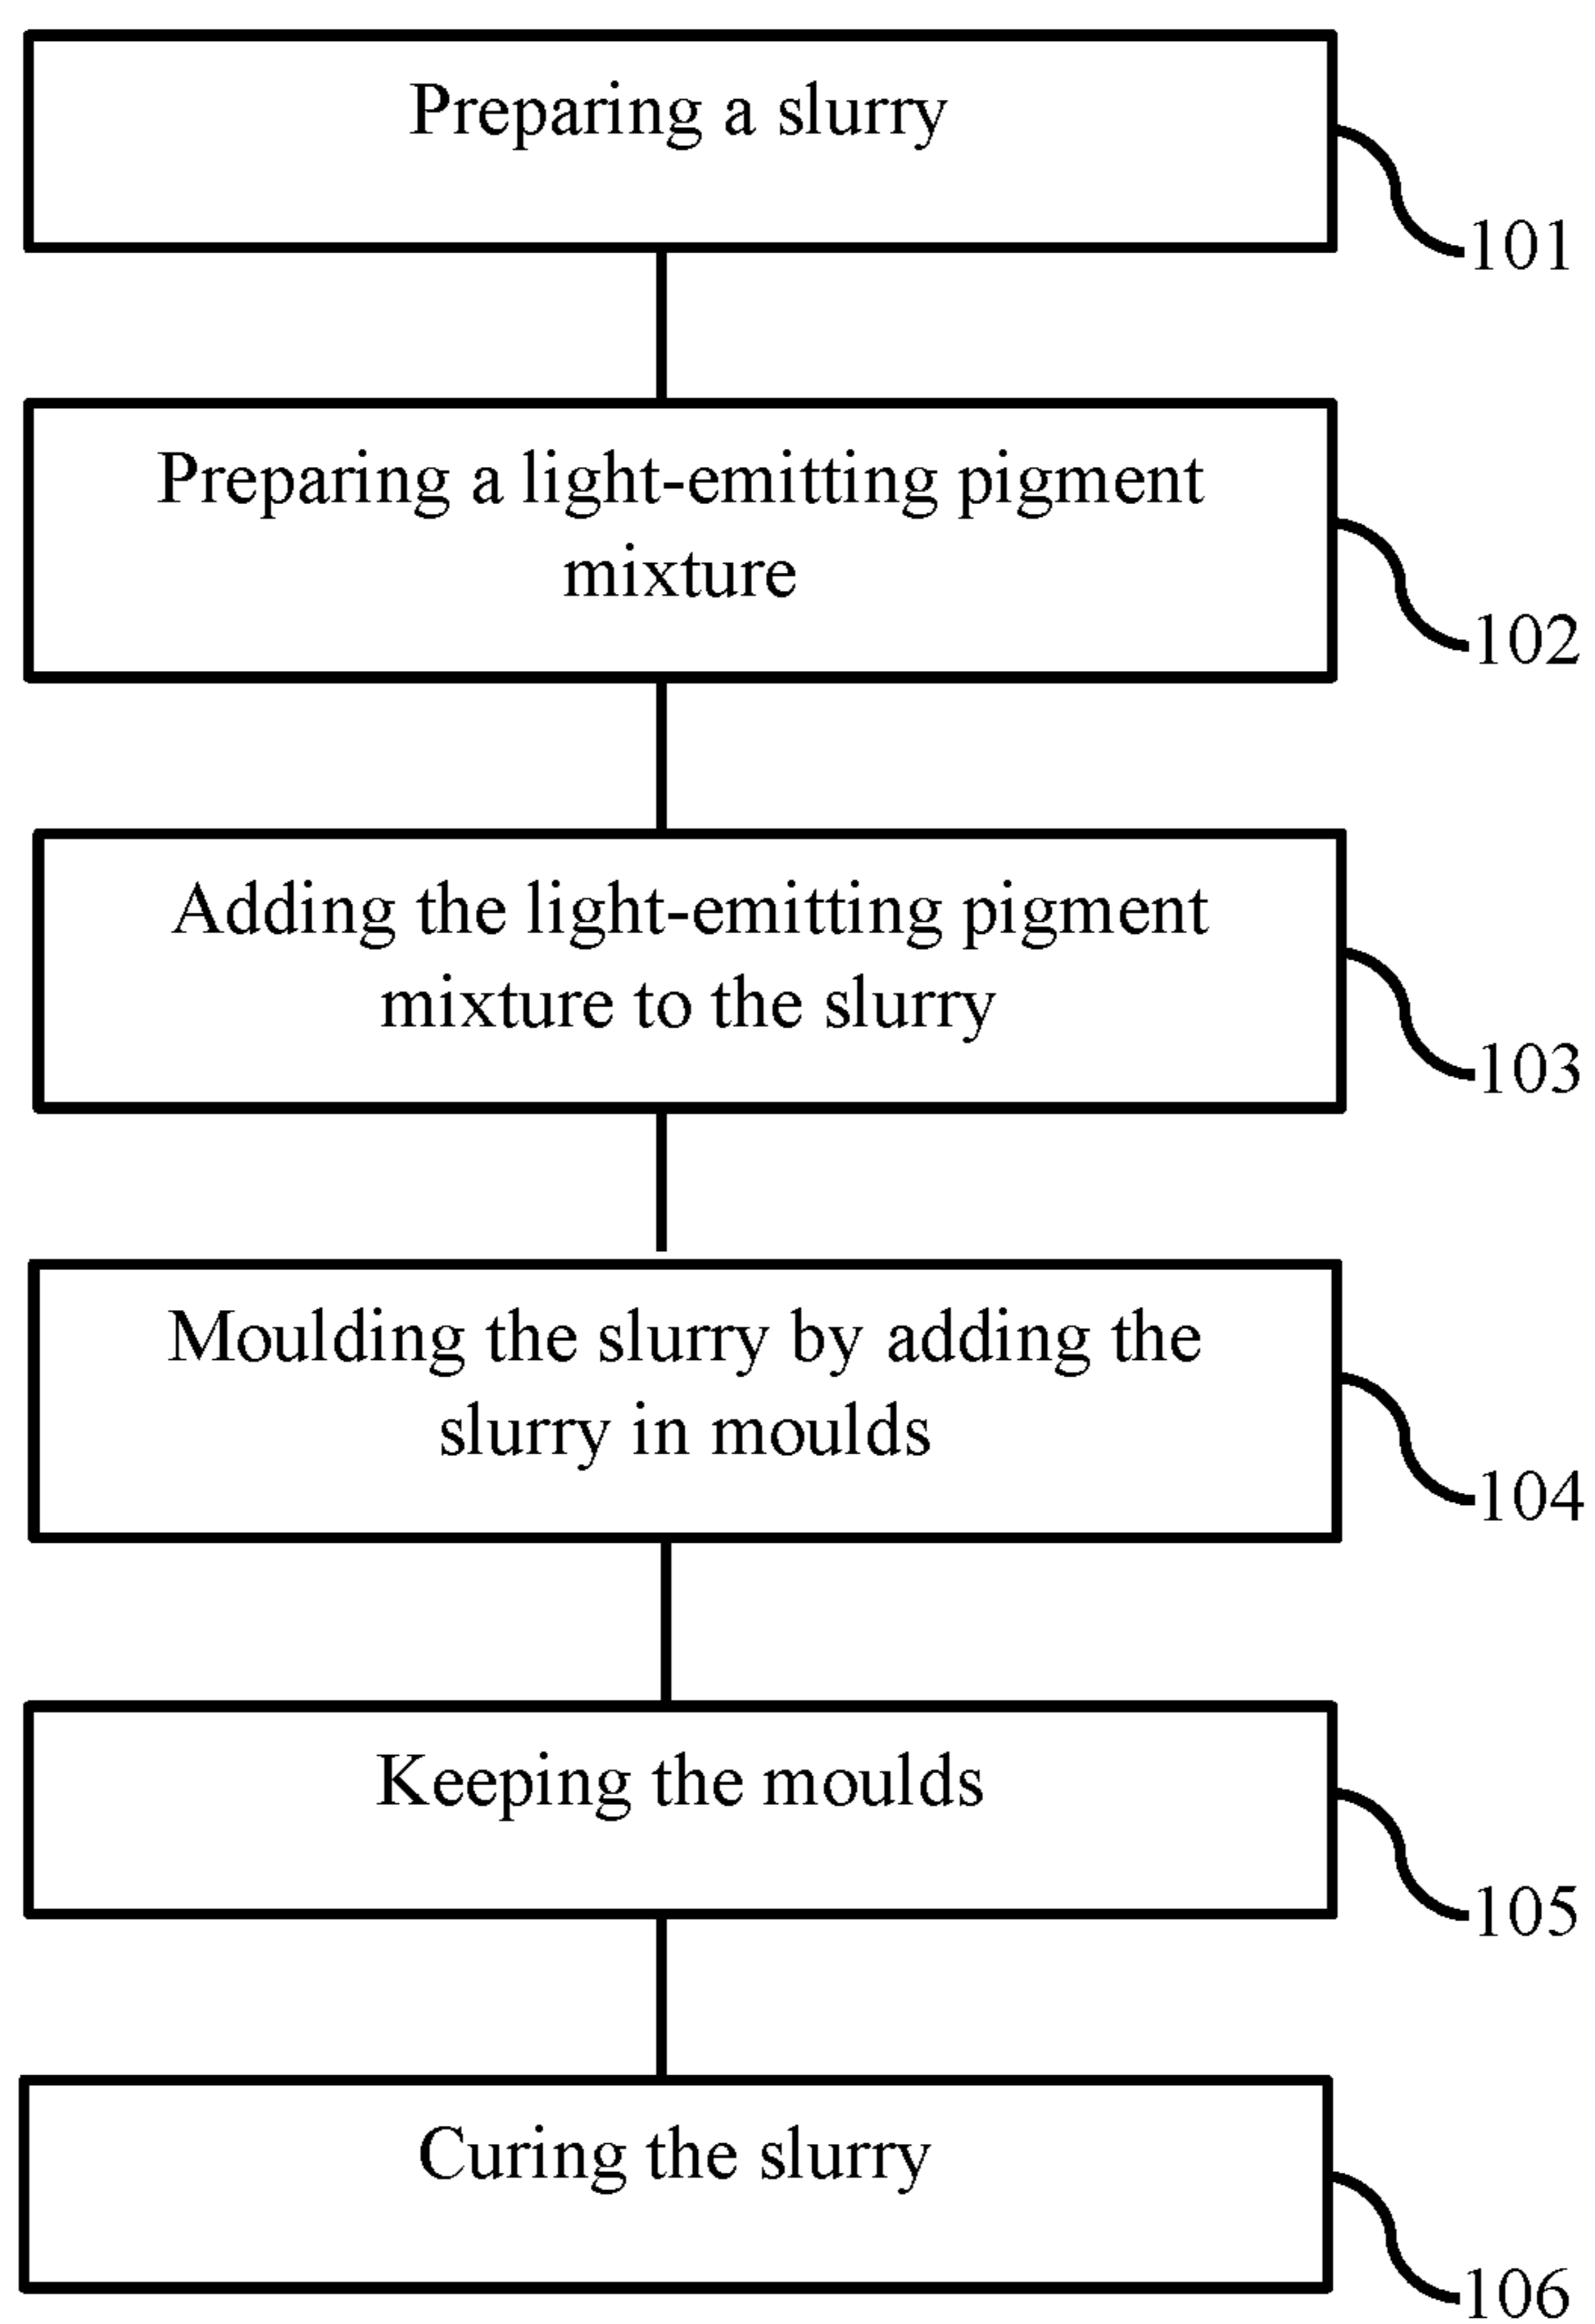 Preparing a slurry
101
Preparing a light-emitting pigment
mixture
102
Adding the light-emitting pigment
mixture to the slurry
103
Moulding the slurry by adding the
slurry in moulds
104
Keeping the moulds
105
Curing the slurry
106